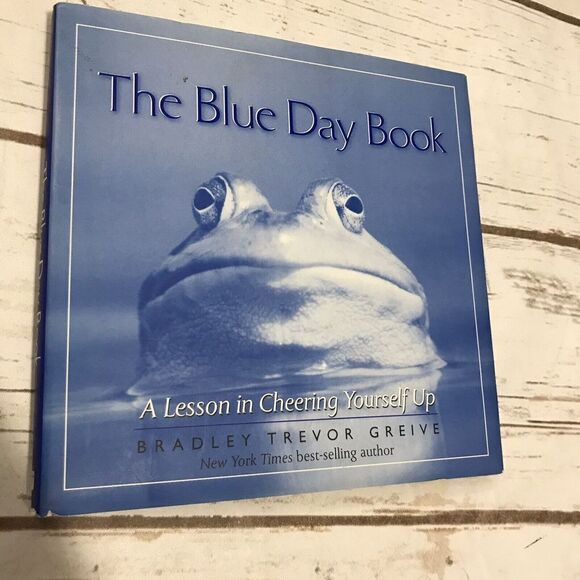 The Blue Day Book
A Lesson in Cheering Yourself Up
BRADLEY TREVOR GREIVE
New York Times best-selling author